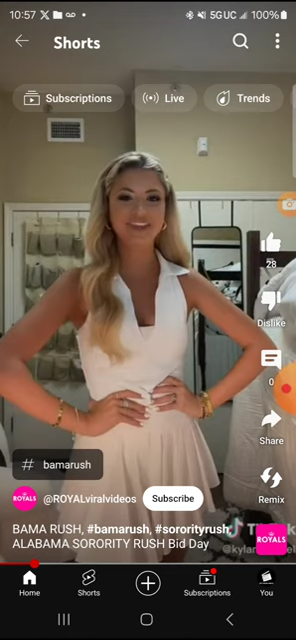 10:57
5GUC 100%
Shorts
Subscriptions
Live
Trends
28
Dislike
0
Share
Remix
# bamarush
ROYALS
@ROYALviralvideos
Subscribe
BAMA RUSH, #bamarush, #sororityrush,
ALABAMA SORORITY RUSH Bid Day
ROYALS
Home
Shorts
Subscriptions
You